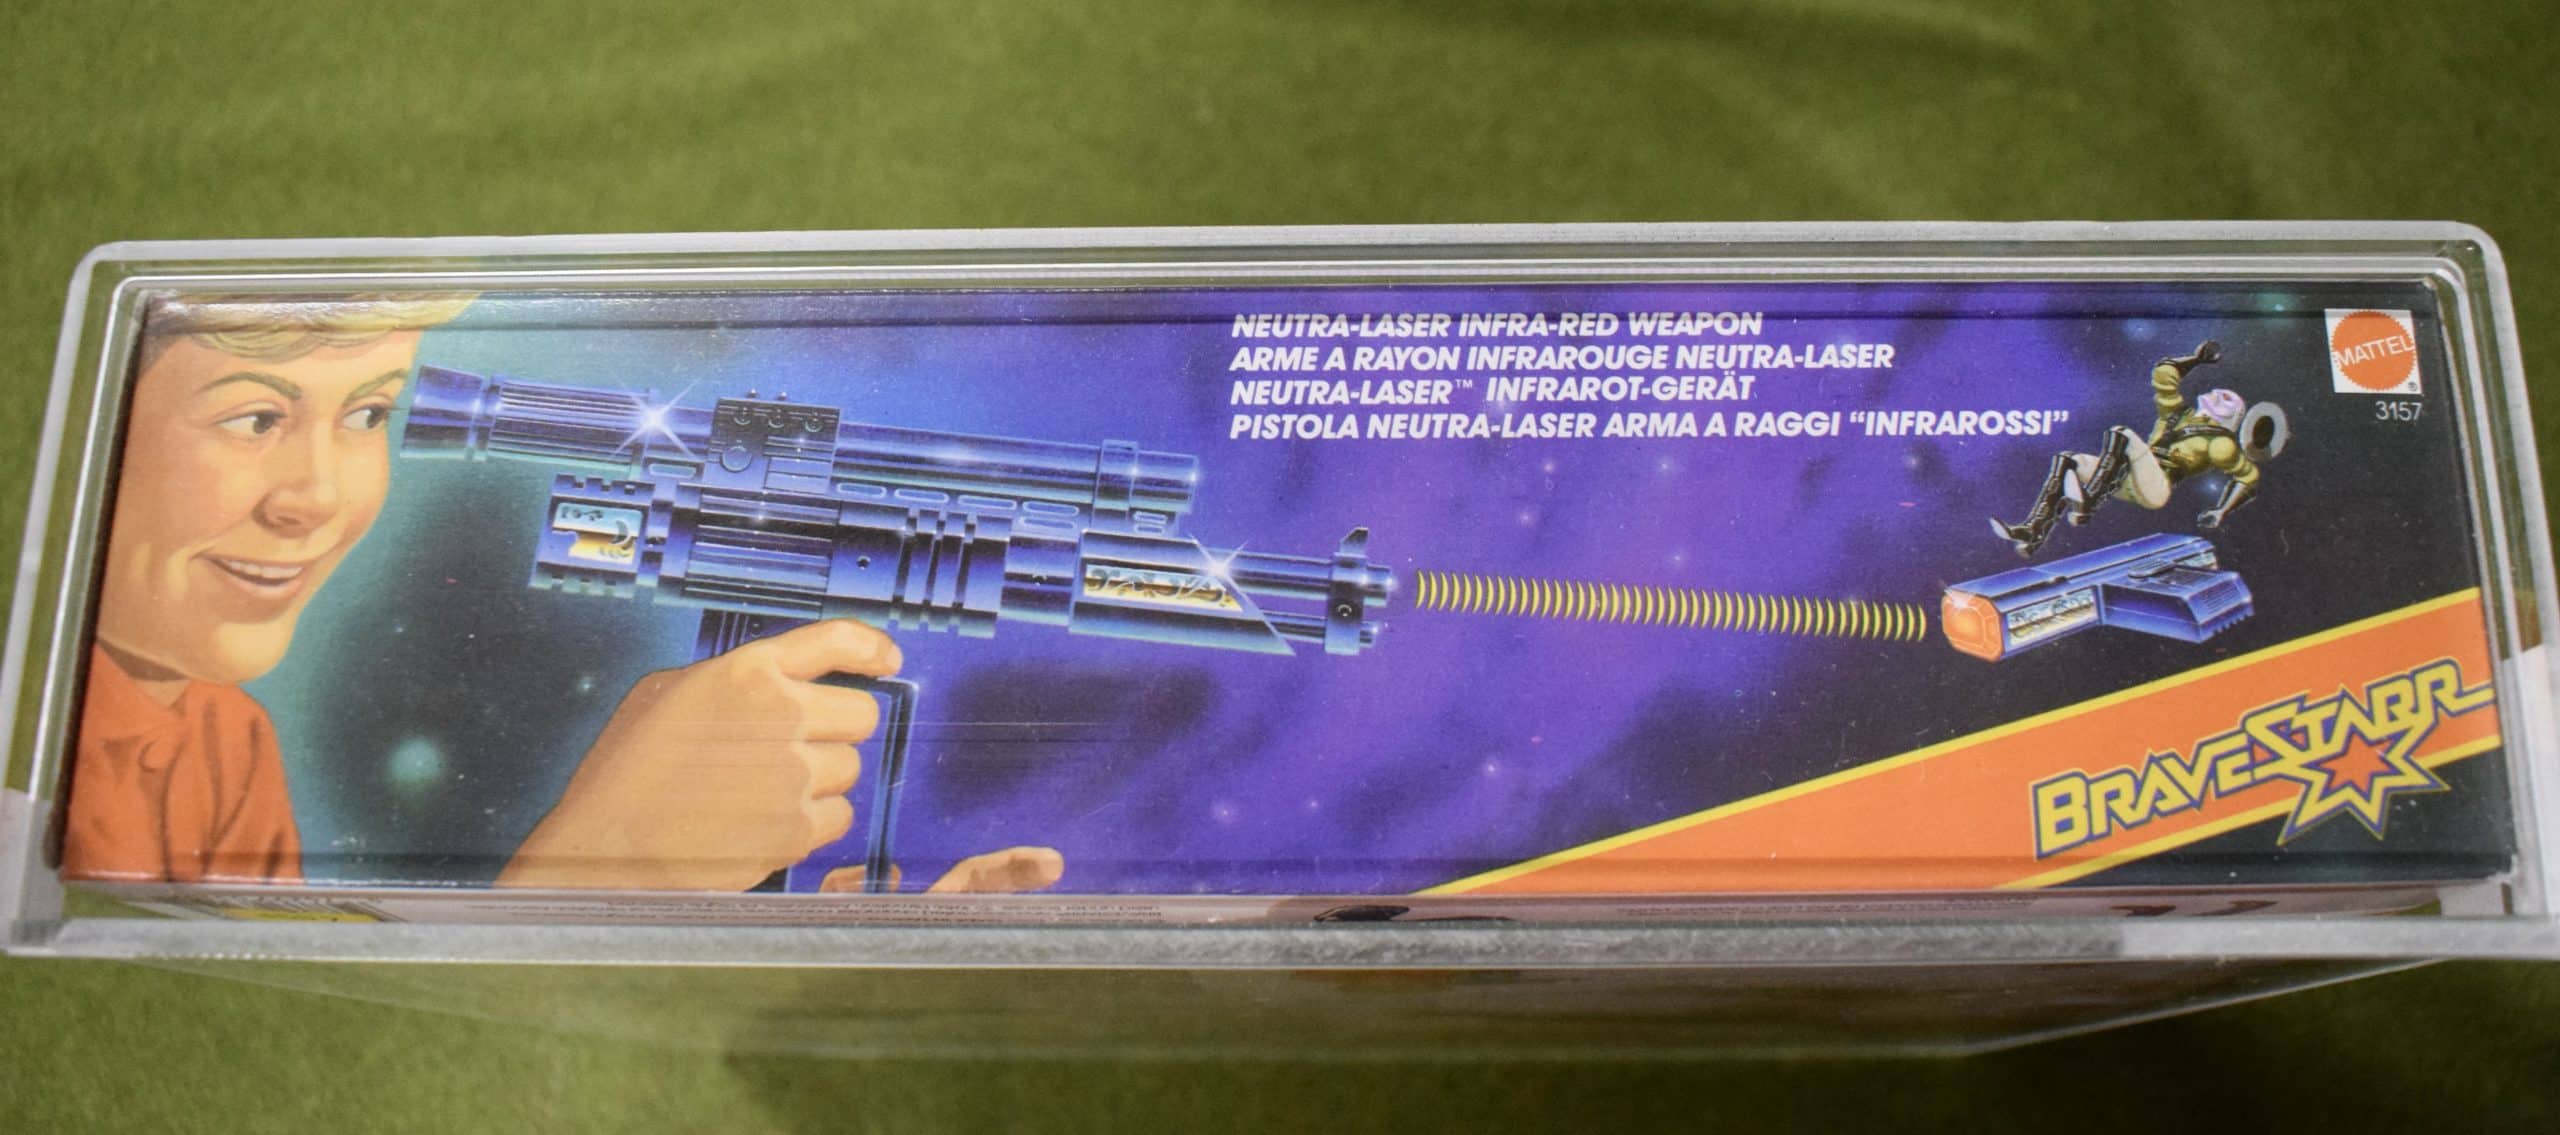 NEUTRA-LASER INFRA-RED WEAPON
ARME A RAYON INFRAROUGE NEUTRA-LASER
NEUTRA-LASER™ INFRAROT-GERÄT
PISTOLA NEUTRA-LASER ARMA A RAGGI “INFRAROSSI”
MATTEL®
3157
BRAVESTARR